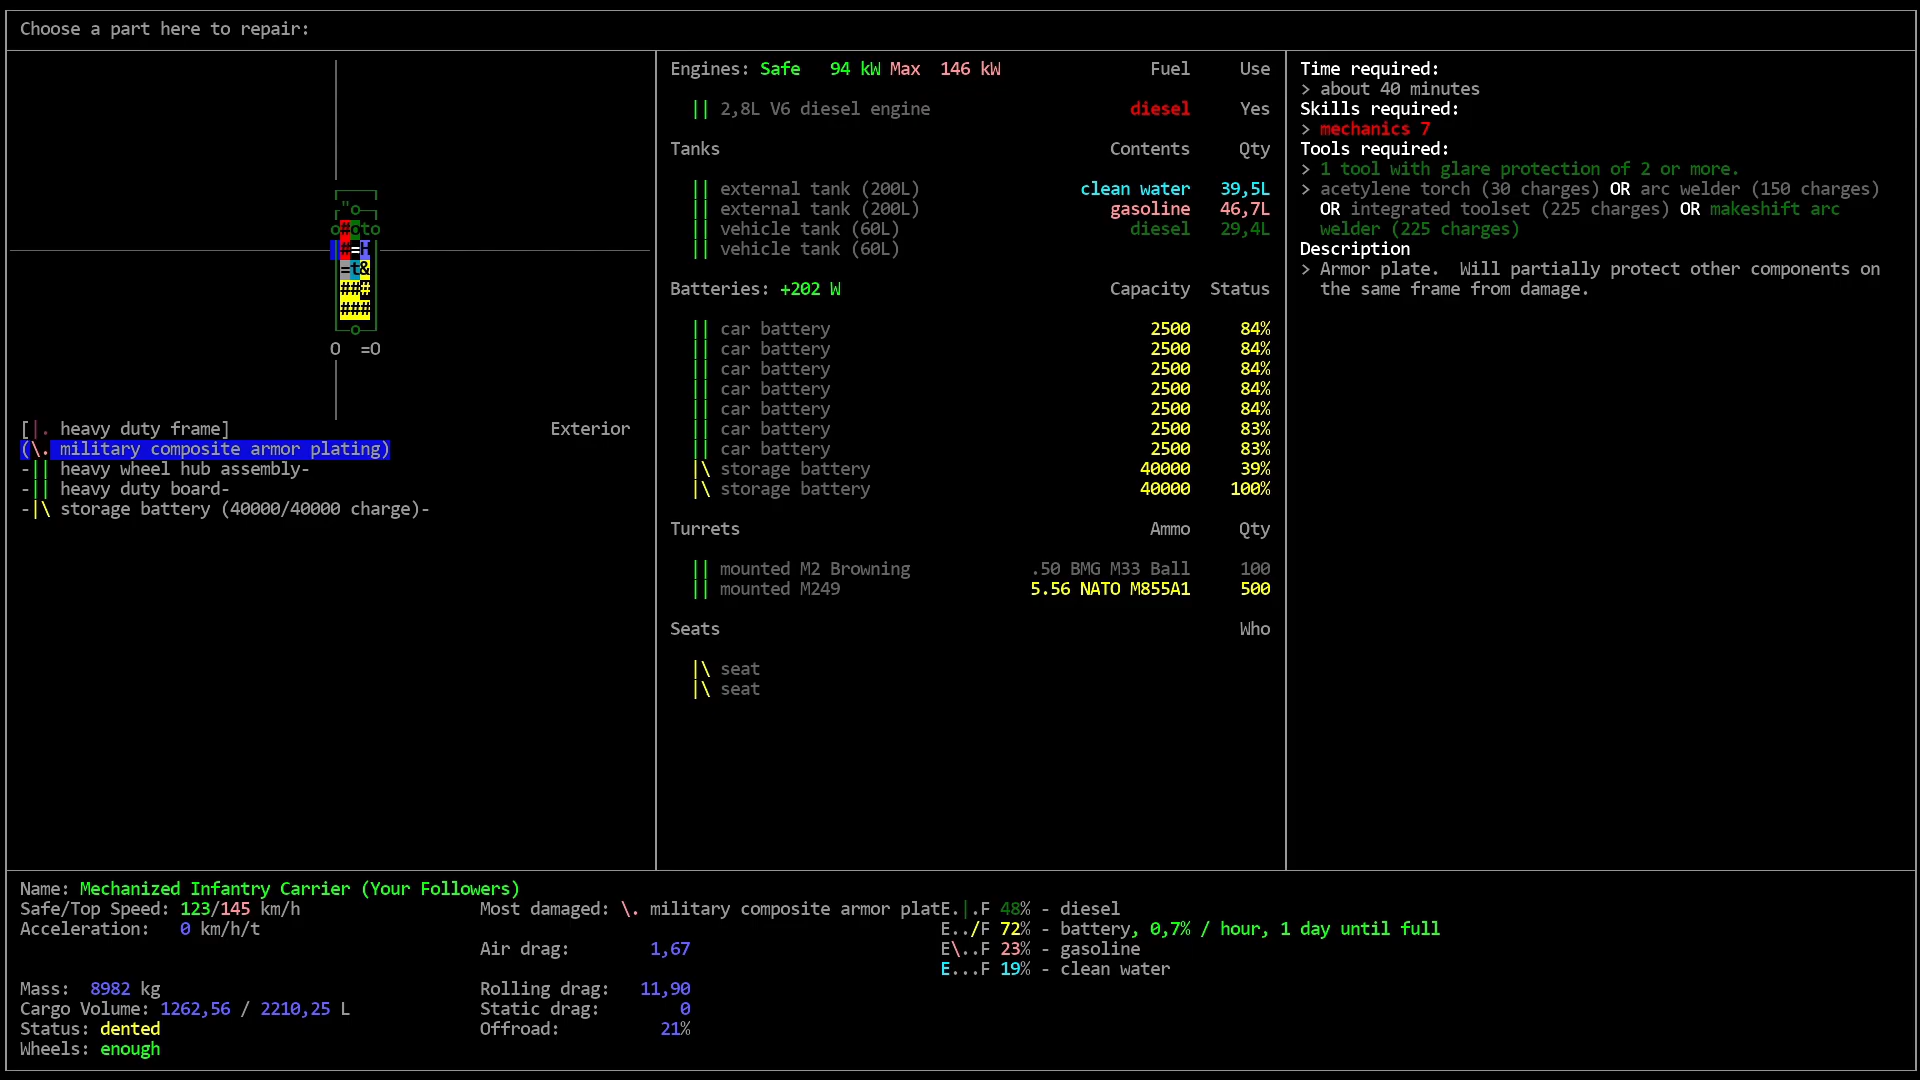 Choose a part here to repair:
[|. heavy duty frame] Exterior
(\. military composite armor plating)
-|| heavy wheel hub assembly-
-|| heavy duty board-
-|\ storage battery (40000/40000 charge)-
Engines: Safe 94 kW Max 146 kW Fuel Use
|| 2,8L V6 diesel engine diesel Yes
Tanks Contents Qty
|| external tank (200L) clean water 39,5L
|| external tank (200L) gasoline 46,7L
|| vehicle tank (60L) diesel 29,4L
|| vehicle tank (60L)
Batteries: +202 W Capacity Status
|| car battery 2500 84%
|| car battery 2500 84%
|| car battery 2500 84%
|| car battery 2500 84%
|| car battery 2500 84%
|| car battery 2500 83%
|| car battery 2500 83%
|\ storage battery 40000 39%
|\ storage battery 40000 100%
Turrets Ammo Qty
|| mounted M2 Browning .50 BMG M33 Ball 100
|| mounted M249 5.56 NATO M855A1 500
Seats Who
|\ seat
|\ seat
Time required:
> about 40 minutes
Skills required:
> mechanics 7
Tools required:
> 1 tool with glare protection of 2 or more.
> acetylene torch (30 charges) OR arc welder (150 charges)
OR integrated toolset (225 charges) OR makeshift arc
welder (225 charges)
Description
> Armor plate.  Will partially protect other components on
the same frame from damage.
Name: Mechanized Infantry Carrier (Your Followers)
Safe/Top Speed: 123/145 km/h
Acceleration: 0 km/h/t
Mass: 8982 kg
Cargo Volume: 1262,56 / 2210,25 L
Status: dented
Wheels: enough
Most damaged: \. military composite armor plat
Air drag: 1,67
Rolling drag: 11,90
Static drag: 0
Offroad: 21%
E.|.F 48% - diesel
E../F 72% - battery, 0,7% / hour, 1 day until full
E\..F 23% - gasoline
E...F 19% - clean water